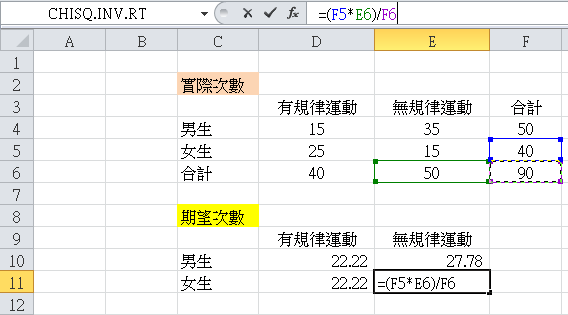 CHISQ.INV.RT =(F5*E6)/F6
A B C D E F
1
2 實際次數
3 有規律運動 無規律運動 合計
4 男生 15 35 50
5 女生 25 15 40
6 合計 40 50 90
7
8 期望次數
9 有規律運動 無規律運動
10 男生 22.22 27.78
11 女生 22.22 =(F5*E6)/F6
12